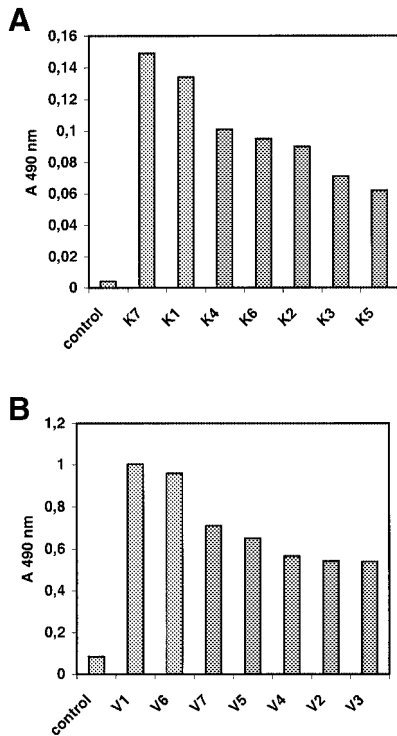 A
0,16
0,14
0,12
0,1
0,08
0,06
0,04
0,02
0
A 490 nm
control K7 K1 K4 K6 K2 K3 K5
B
1,2
1
0,8
0,6
0,4
0,2
0
A 490 nm
control V1 V6 V7 V5 V4 V2 V3